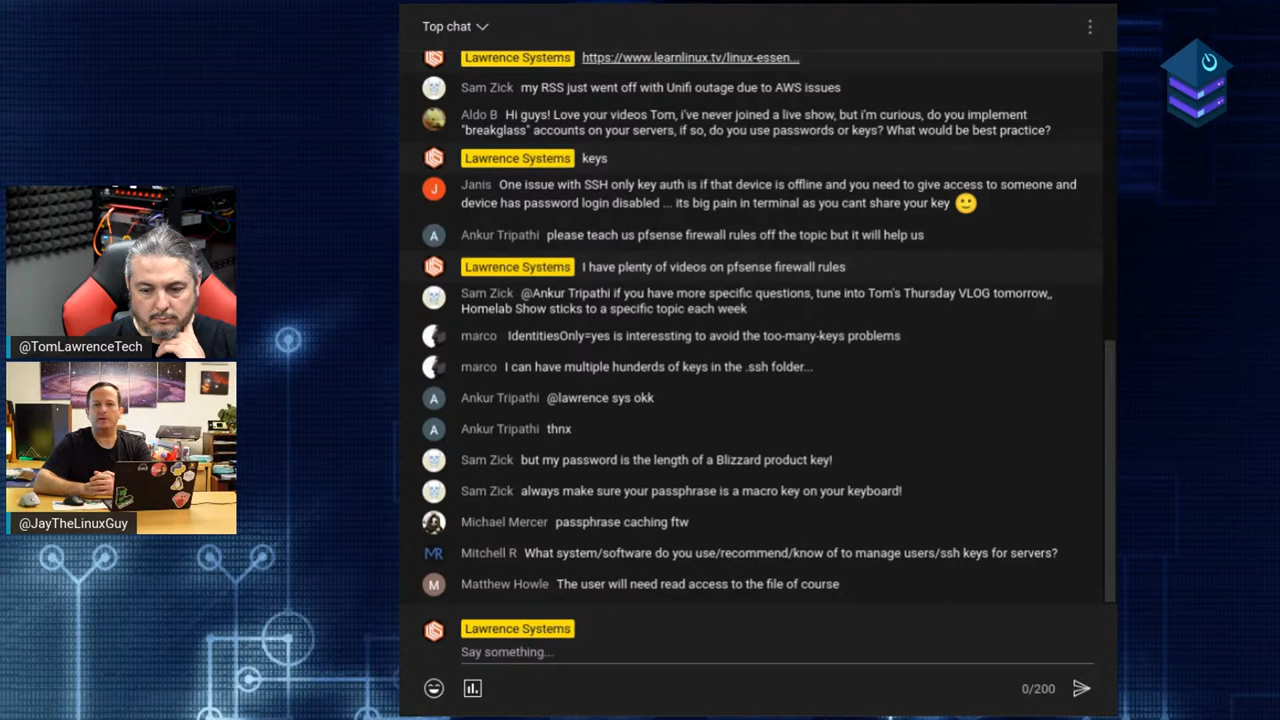 Top chat
Lawrence Systems https://www.learnlinux.tv/linux-essen...
Sam Zick my RSS just went off with Unifi outage due to AWS issues
Aldo B Hi guys! Love your videos Tom, i've never joined a live show, but i'm curious, do you implement
"breakglass" accounts on your servers, if so, do you use passwords or keys? What would be best practice?
Lawrence Systems keys
J Janis One issue with SSH only key auth is if that device is offline and you need to give access to someone and
device has password login disabled ... its big pain in terminal as you cant share your key
A Ankur Tripathi please teach us pfsense firewall rules off the topic but it will help us
Lawrence Systems I have plenty of videos on pfsense firewall rules
Sam Zick @Ankur Tripathi if you have more specific questions, tune into Tom's Thursday VLOG tomorrow,,
Homelab Show sticks to a specific topic each week
marco IdentitiesOnly=yes is interessting to avoid the too-many-keys problems
marco I can have multiple hunderds of keys in the .ssh folder...
A Ankur Tripathi @lawrence sys okk
A Ankur Tripathi thnx
Sam Zick but my password is the length of a Blizzard product key!
Sam Zick always make sure your passphrase is a macro key on your keyboard!
Michael Mercer passphrase caching ftw
MR Mitchell R What system/software do you use/recommend/know of to manage users/ssh keys for servers?
M Matthew Howle The user will need read access to the file of course
Lawrence Systems
Say something...
0/200
@TomLawrenceTech
@JayTheLinuxGuy